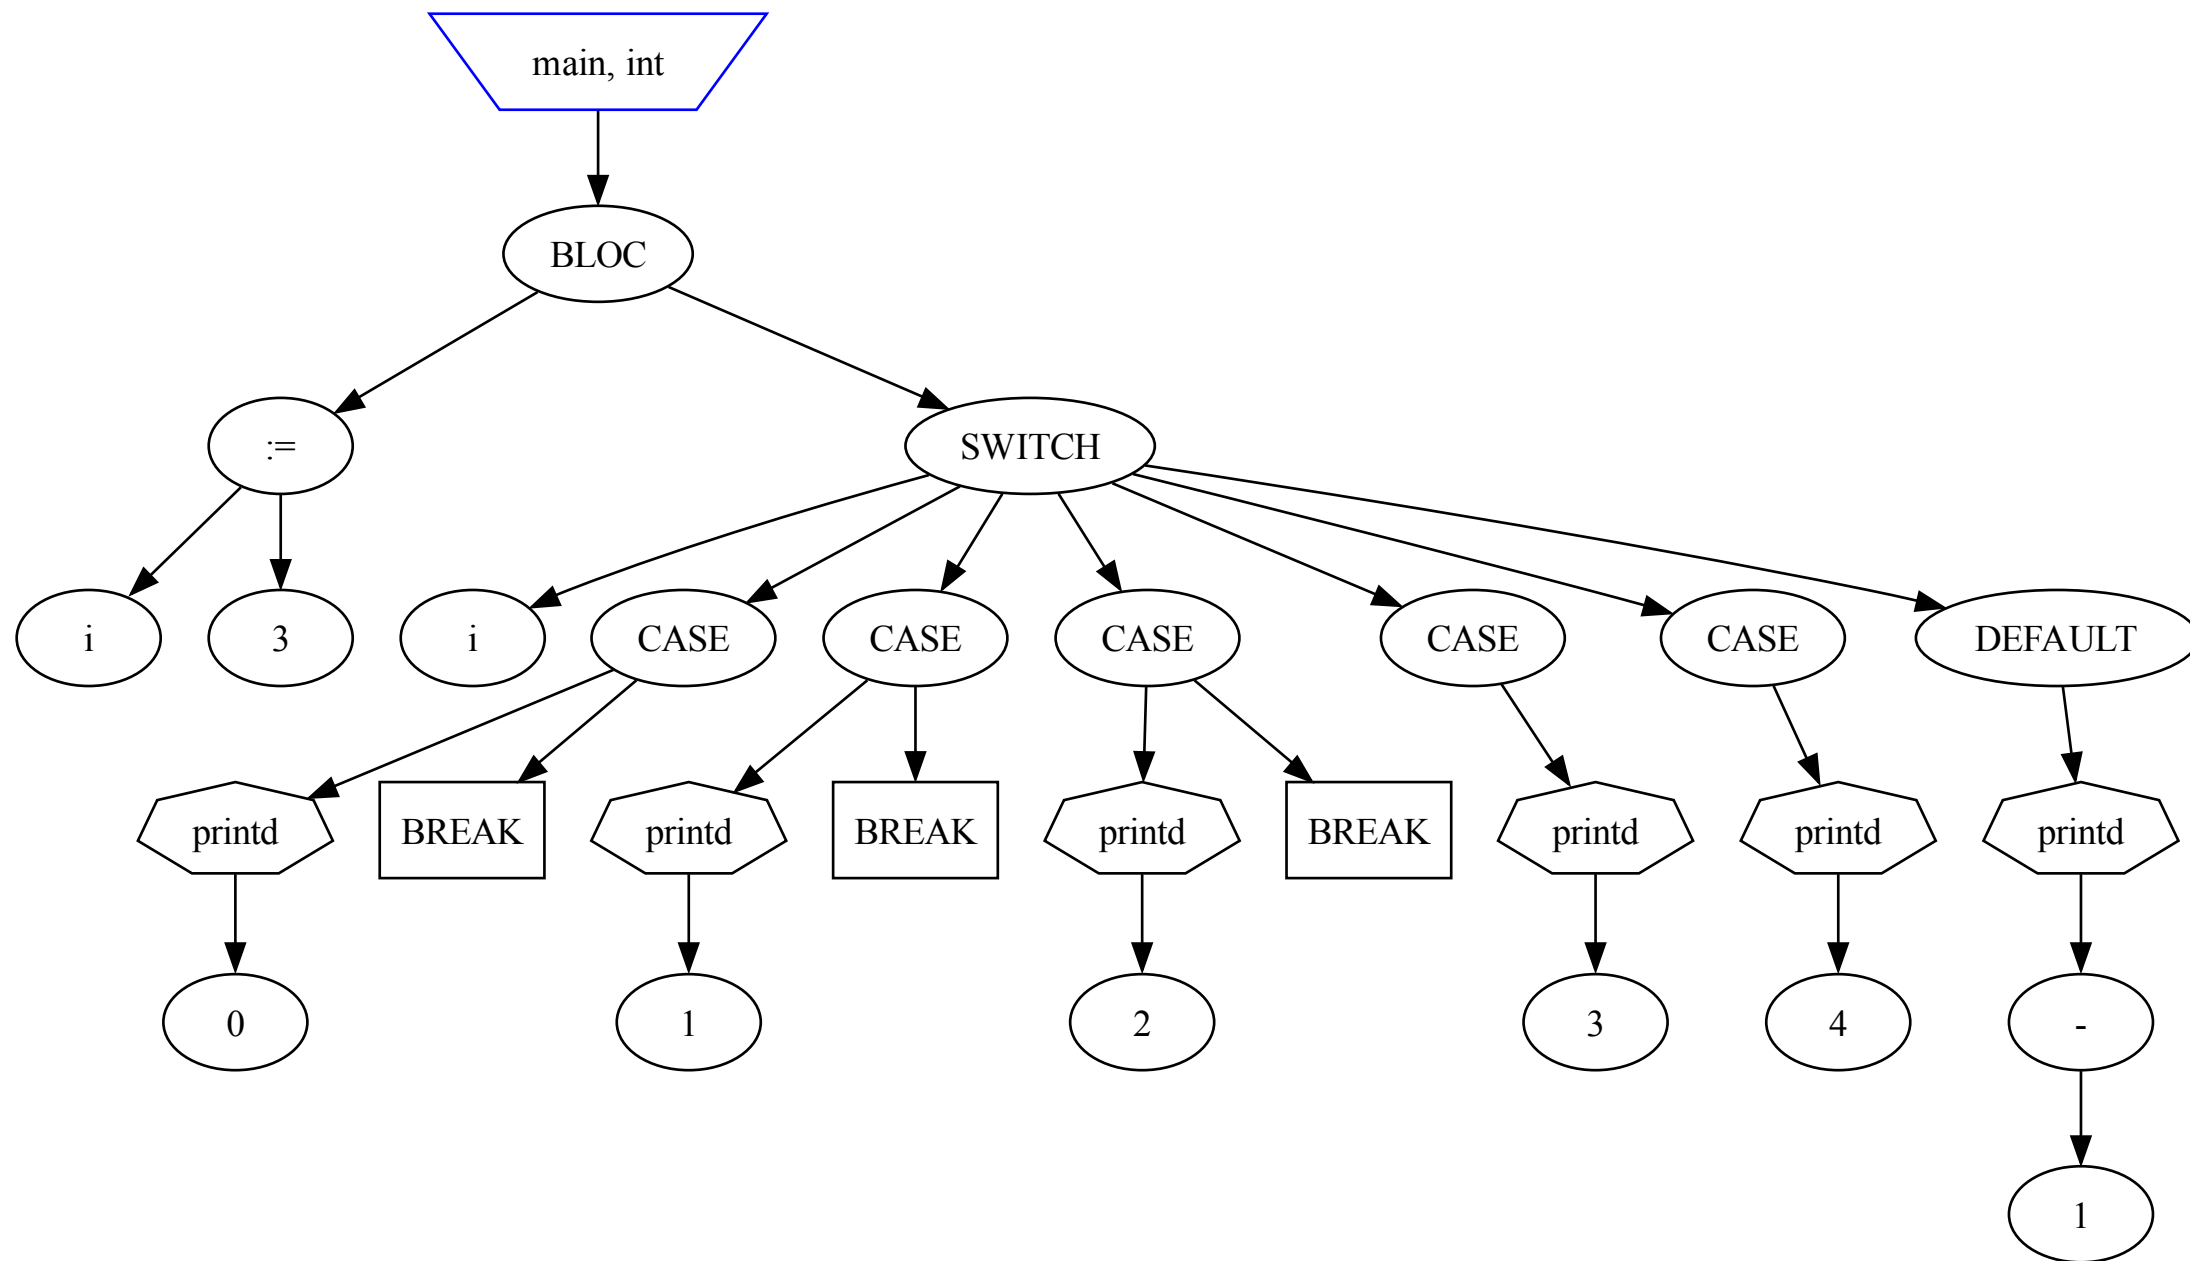 main, int
BLOC
:=
SWITCH
i
3
i
CASE
CASE
CASE
CASE
CASE
DEFAULT
printd
BREAK
printd
BREAK
printd
BREAK
printd
printd
printd
0
1
2
3
4
-
1